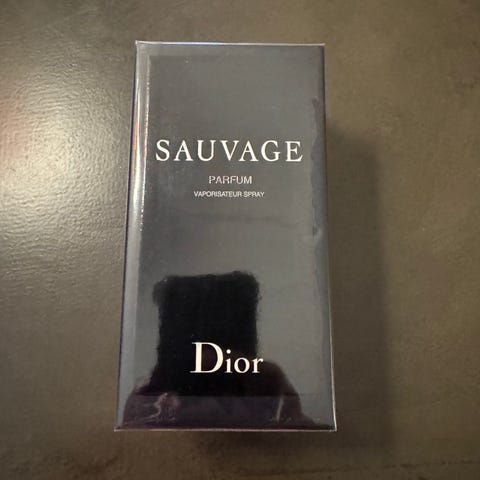 SAUVAGE
PARFUM
VAPORISATEUR SPRAY
Dior